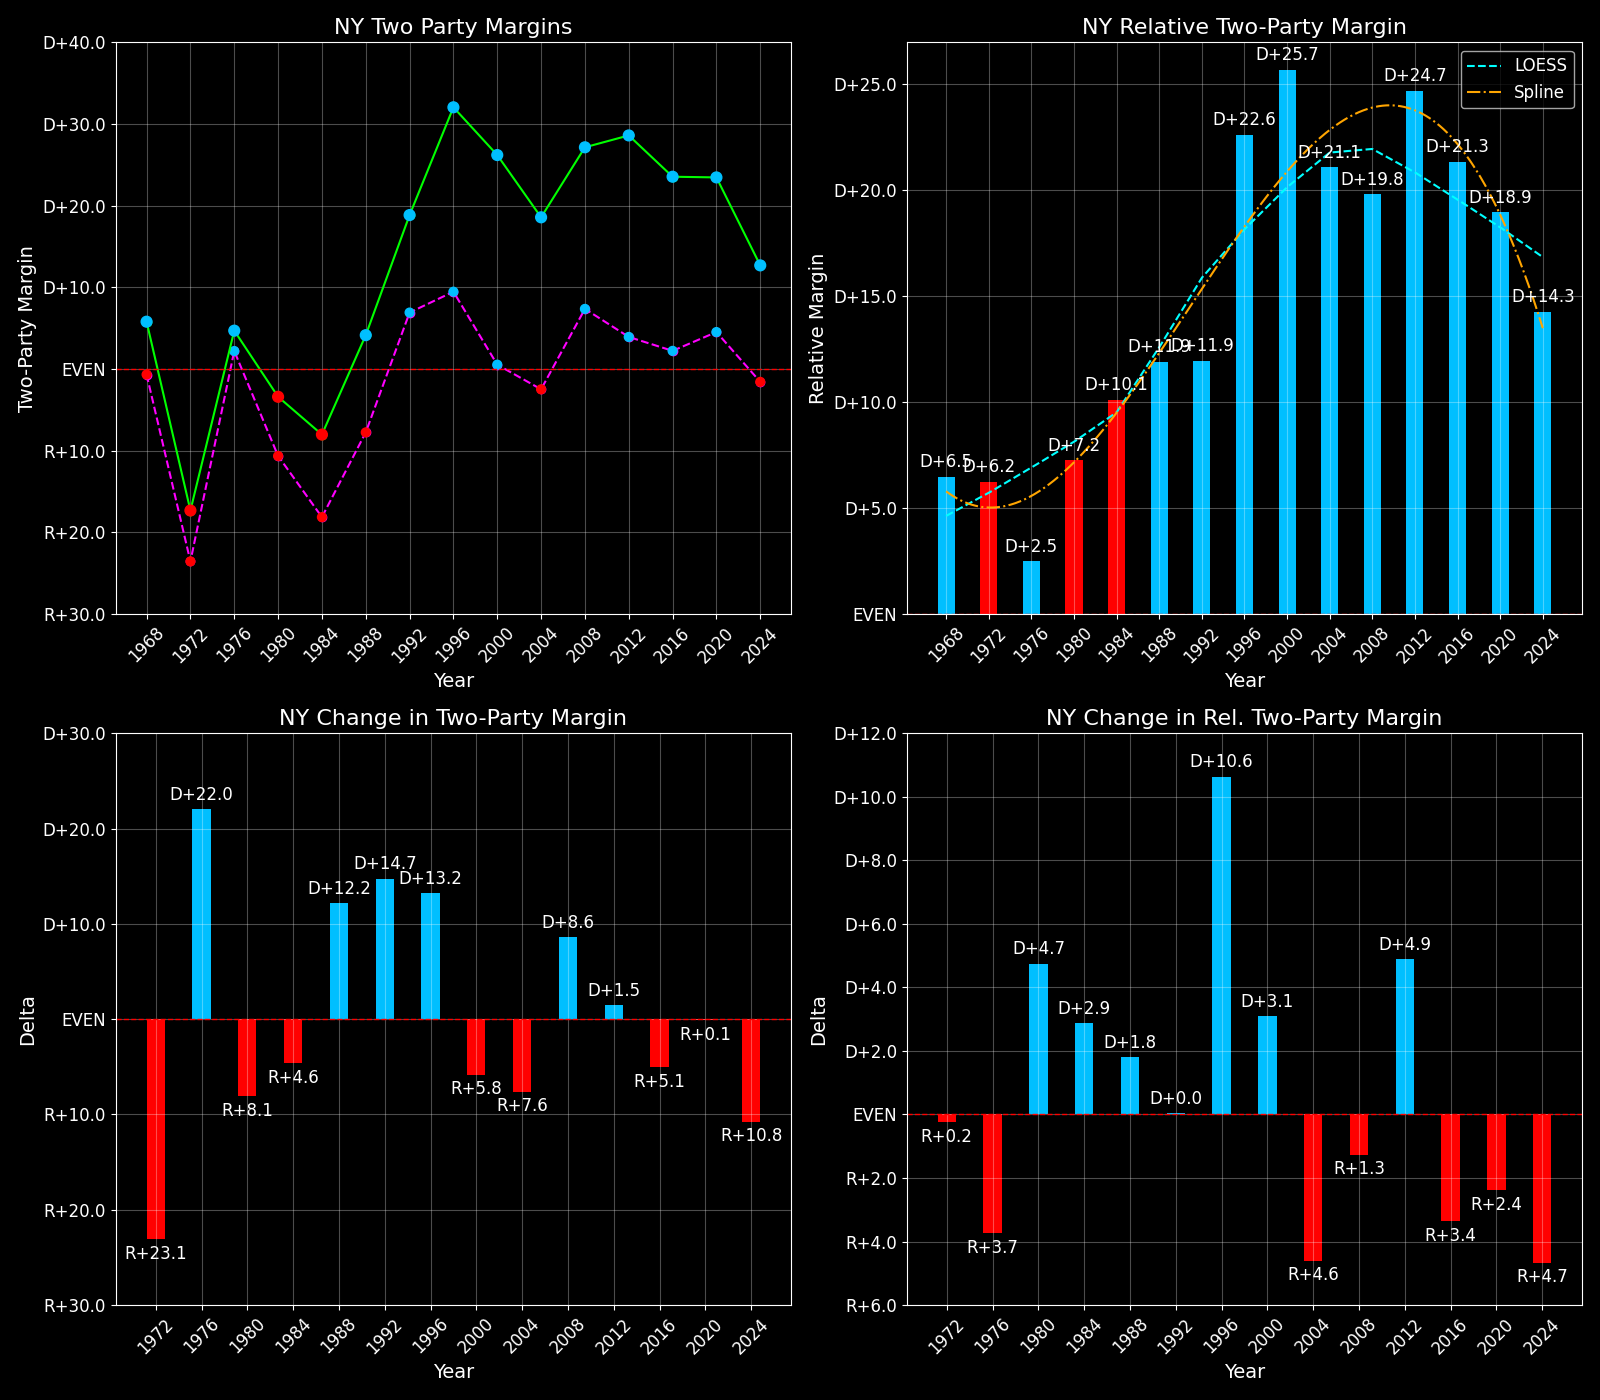 NY Two Party Margins
D+40.0
D+30.0
D+20.0
D+10.0
EVEN
R+10.0
R+20.0
R+30.0
Two-Party Margin
1968
1972
1976
1980
1984
1988
1992
1996
2000
2004
2008
2012
2016
2020
2024
Year
NY Relative Two-Party Margin
LOESS
Spline
D+25.0
D+20.0
D+15.0
D+10.0
D+5.0
EVEN
Relative Margin
D+6.5
D+6.2
D+2.5
D+7.2
D+10.1
D+11.9
D+11.9
D+22.6
D+25.7
D+21.1
D+19.8
D+24.7
D+21.3
D+18.9
D+14.3
1968
1972
1976
1980
1984
1988
1992
1996
2000
2004
2008
2012
2016
2020
2024
Year
NY Change in Two-Party Margin
D+30.0
D+20.0
D+10.0
EVEN
R+10.0
R+20.0
R+30.0
Delta
R+23.1
D+22.0
R+8.1
R+4.6
D+12.2
D+14.7
D+13.2
R+5.8
R+7.6
D+8.6
D+1.5
R+5.1
R+0.1
R+10.8
1972
1976
1980
1984
1988
1992
1996
2000
2004
2008
2012
2016
2020
2024
Year
NY Change in Rel. Two-Party Margin
D+12.0
D+10.0
D+8.0
D+6.0
D+4.0
D+2.0
EVEN
R+2.0
R+4.0
R+6.0
Delta
R+0.2
R+3.7
D+4.7
D+2.9
D+1.8
D+0.0
D+10.6
D+3.1
R+4.6
R+1.3
D+4.9
R+3.4
R+2.4
R+4.7
1972
1976
1980
1984
1988
1992
1996
2000
2004
2008
2012
2016
2020
2024
Year